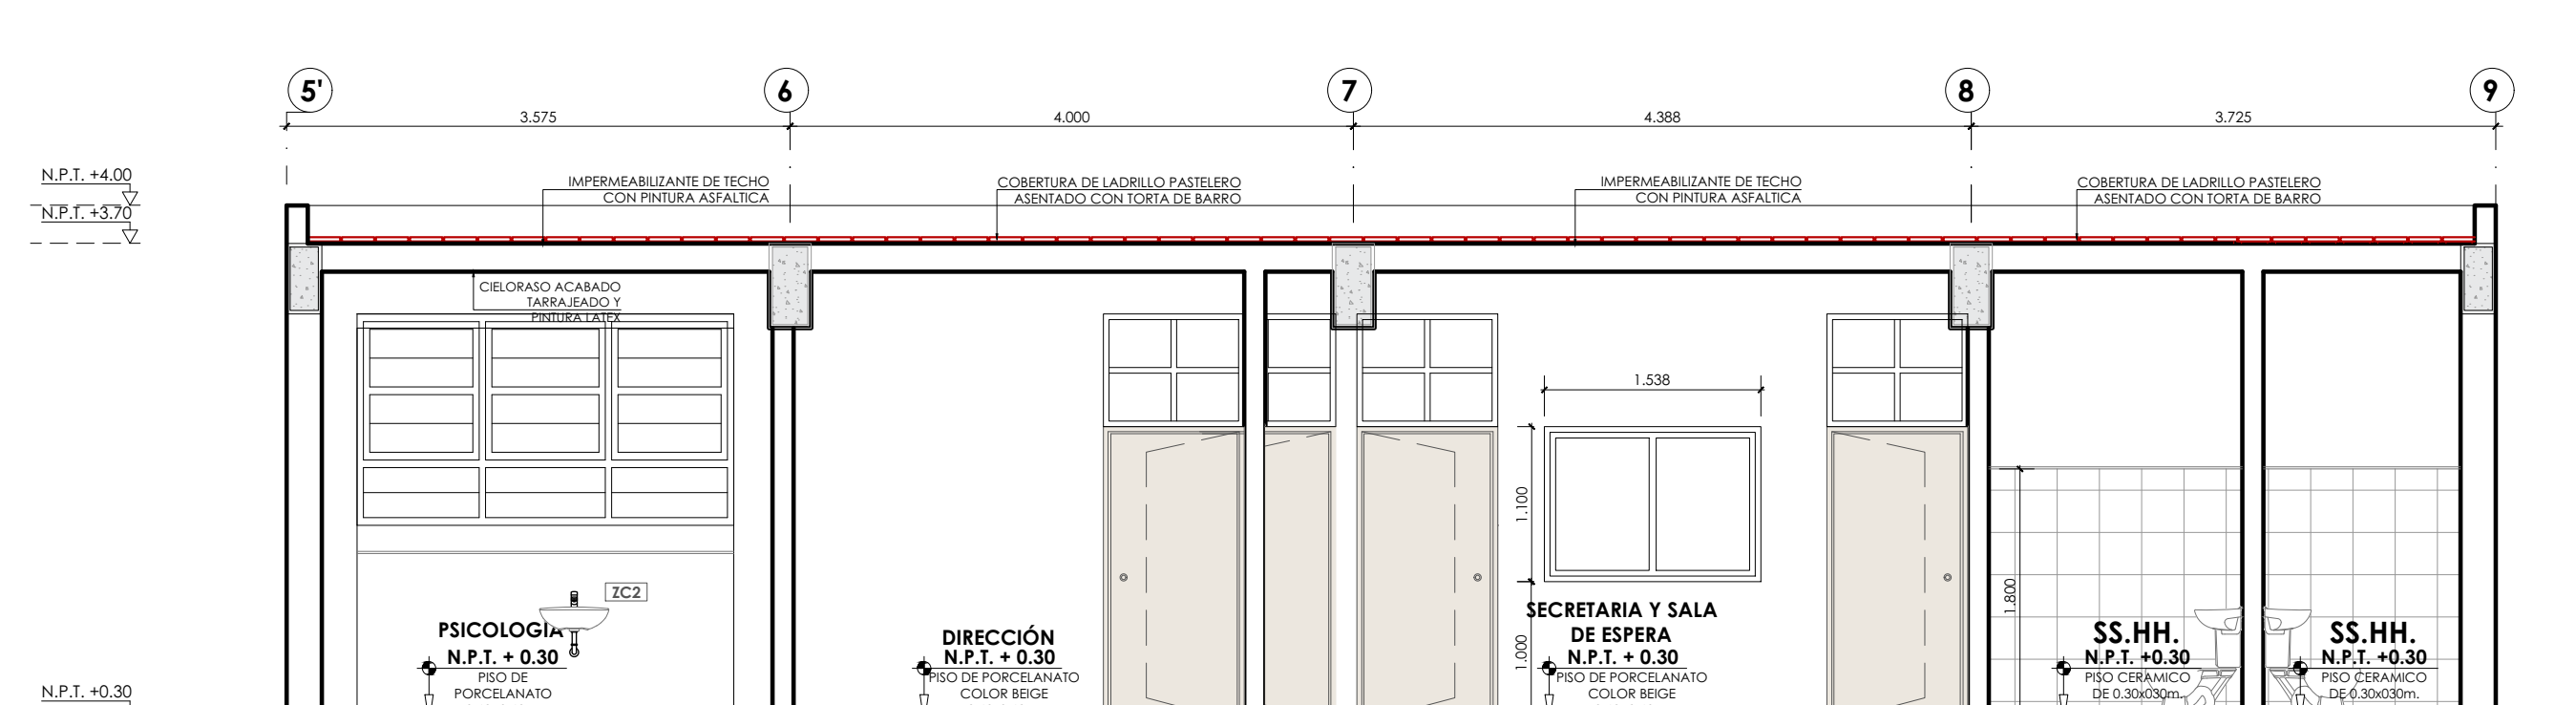 5'
6
7
8
9
3.575
4.000
4.388
3.725
N.P.T. +4.00
N.P.T. +3.70
IMPERMEABILIZANTE DE TECHO
CON PINTURA ASFALTICA
COBERTURA DE LADRILLO PASTELERO
ASENTADO CON TORTA DE BARRO
IMPERMEABILIZANTE DE TECHO
CON PINTURA ASFALTICA
COBERTURA DE LADRILLO PASTELERO
ASENTADO CON TORTA DE BARRO
CIELORASO ACABADO
TARRAJEADO Y
PINTURA LATEX
1.538
1.100
1.000
1.800
ZC2
PSICOLOGIA
N.P.T. + 0.30
PISO DE
PORCELANATO
DIRECCIÓN
N.P.T. + 0.30
PISO DE PORCELANATO
COLOR BEIGE
SECRETARIA Y SALA
DE ESPERA
N.P.T. + 0.30
PISO DE PORCELANATO
COLOR BEIGE
SS.HH.
N.P.T. +0.30
PISO CERAMICO
DE 0.30x030m.
SS.HH.
N.P.T. +0.30
PISO CERAMICO
DE 0.30x030m.
N.P.T. +0.30